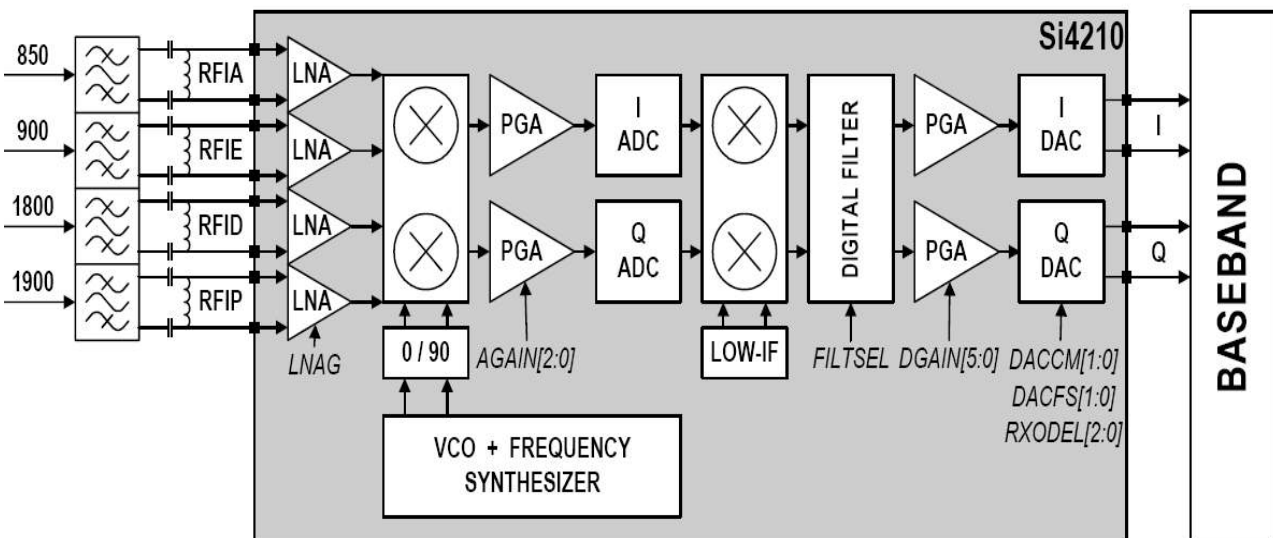 Si4210
850
RFIA
LNA
900
RFIE
LNA
1800
RFID
LNA
1900
RFIP
LNA
LNAG
PGA
I
ADC
PGA
Q
ADC
0 / 90
AGAIN[2:0]
VCO + FREQUENCY
SYNTHESIZER
LOW-IF
DIGITAL FILTER
FILTSEL
PGA
PGA
DGAIN[5:0]
I
DAC
Q
DAC
DACCM[1:0]
DACFS[1:0]
RXODEL[2:0]
I
Q
BASEBAND